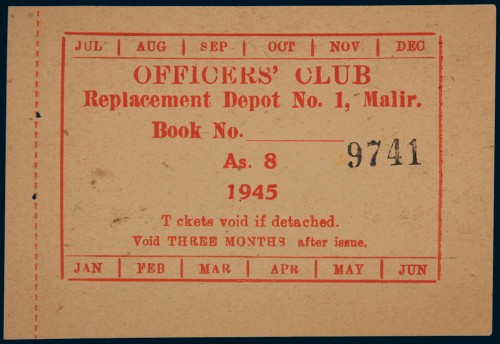 JUL | AUG | SEP | OCT | NOV | DEC
OFFICERS' CLUB
Replacement Depot No. 1, Malir.
Book No.
9741
As. 8
1945
T ckets void if detached.
Void THREE MONTHS after issue.
JAN | FEB | MAR | APR | MAY | JUN